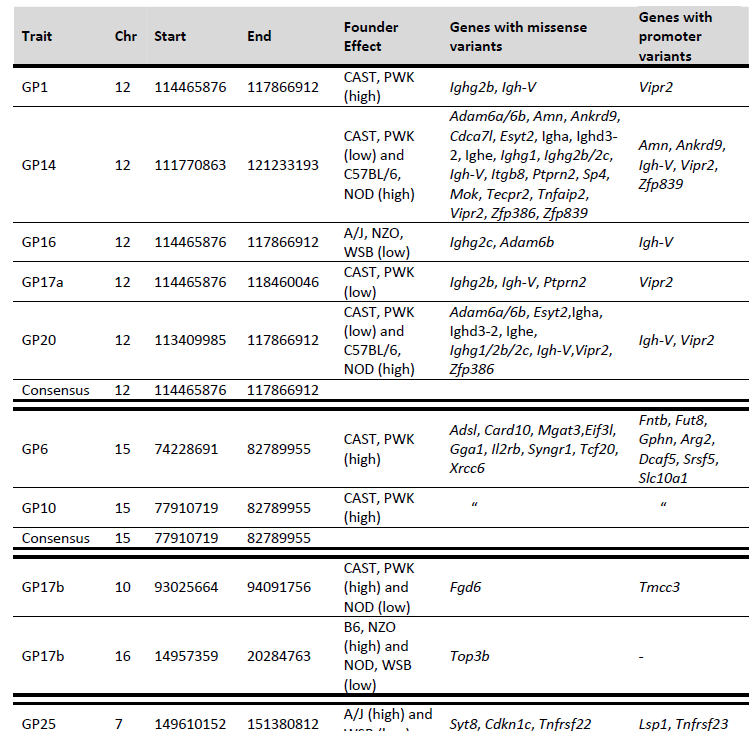 Trait Chr Start End Founder Effect Genes with missense variants Genes with promoter variants
GP1 12 114465876 117866912 CAST, PWK (high) Ighg2b, Igh-V Vipr2
GP14 12 111770863 121233193 CAST, PWK (low) and C57BL/6, NOD (high) Adam6a/6b, Amn, Ankrd9, Cdca7l, Esyt2, Igha, Ighd3-2, Ighe, Ighg1, Ighg2b/2c, Igh-V, Itgb8, Ptprn2, Sp4, Mok, Tecpr2, Tnfaip2, Vipr2, Zfp386, Zfp839 Amn, Ankrd9, Igh-V, Vipr2, Zfp839
GP16 12 114465876 117866912 A/J, NZO, WSB (low) Ighg2c, Adam6b Igh-V
GP17a 12 114465876 118460046 CAST, PWK (low) Ighg2b, Igh-V, Ptprn2 Vipr2
GP20 12 113409985 117866912 CAST, PWK (low) and C57BL/6, NOD (high) Adam6a/6b, Esyt2,Igha, Ighd3-2, Ighe, Ighg1/2b/2c, Igh-V,Vipr2, Zfp386 Igh-V, Vipr2
Consensus 12 114465876 117866912
GP6 15 74228691 82789955 CAST, PWK (high) Adsl, Card10, Mgat3,Eif3l, Gga1, Il2rb, Syngr1, Tcf20, Xrcc6 Fntb, Fut8, Gphn, Arg2, Dcaf5, Srsf5, Slc10a1
GP10 15 77910719 82789955 CAST, PWK (high) “ “
Consensus 15 77910719 82789955
GP17b 10 93025664 94091756 CAST, PWK (high) and NOD (low) Fgd6 Tmcc3
GP17b 16 14957359 20284763 B6, NZO (high) and NOD, WSB (low) Top3b -
GP25 7 149610152 151380812 A/J (high) and Syt8, Cdkn1c, Tnfrsf22 Lsp1, Tnfrsf23